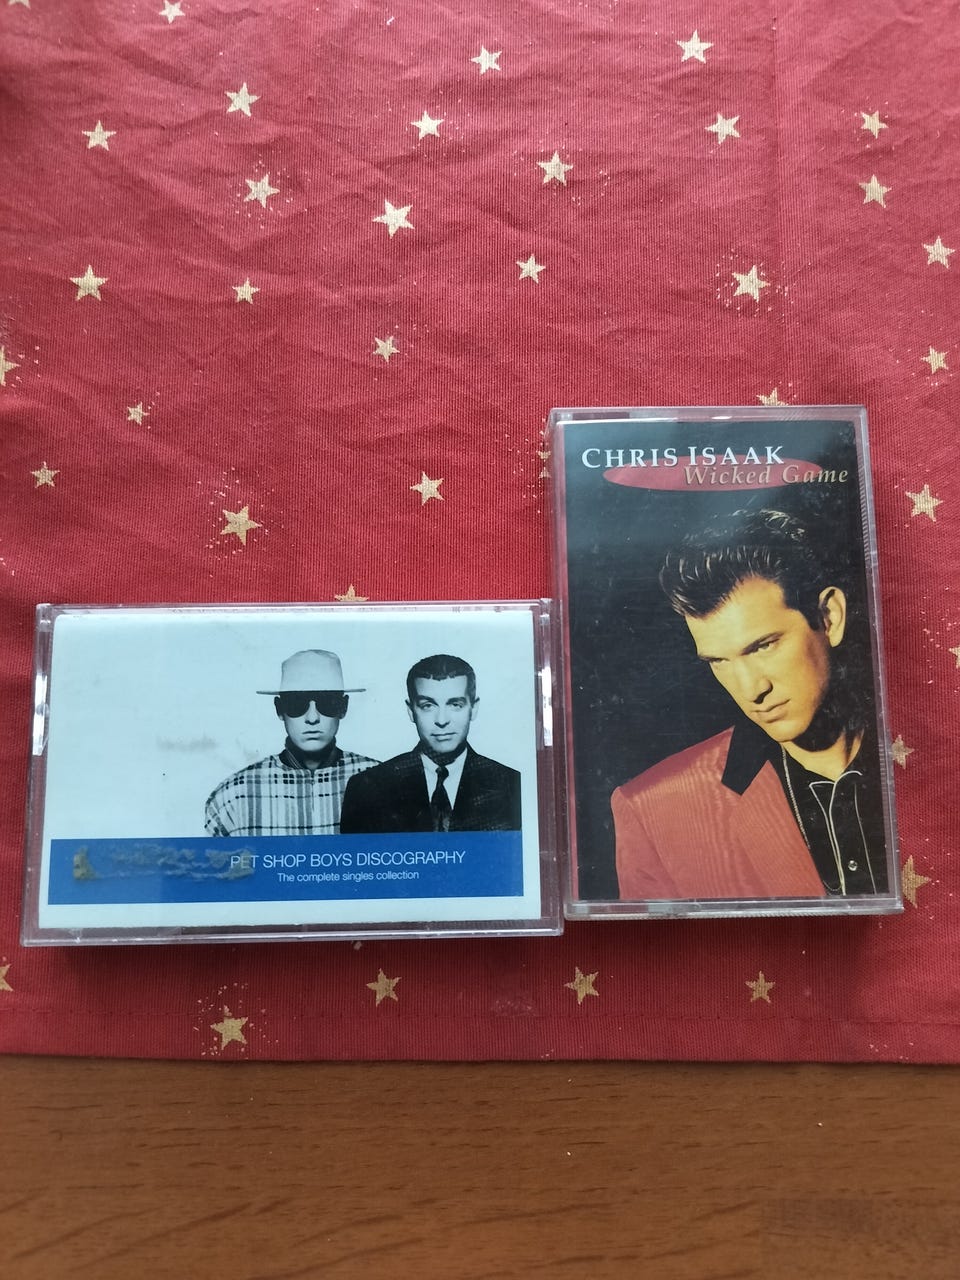 CHRIS ISAAK
Wicked Game
PET SHOP BOYS DISCOGRAPHY
The complete singles collection